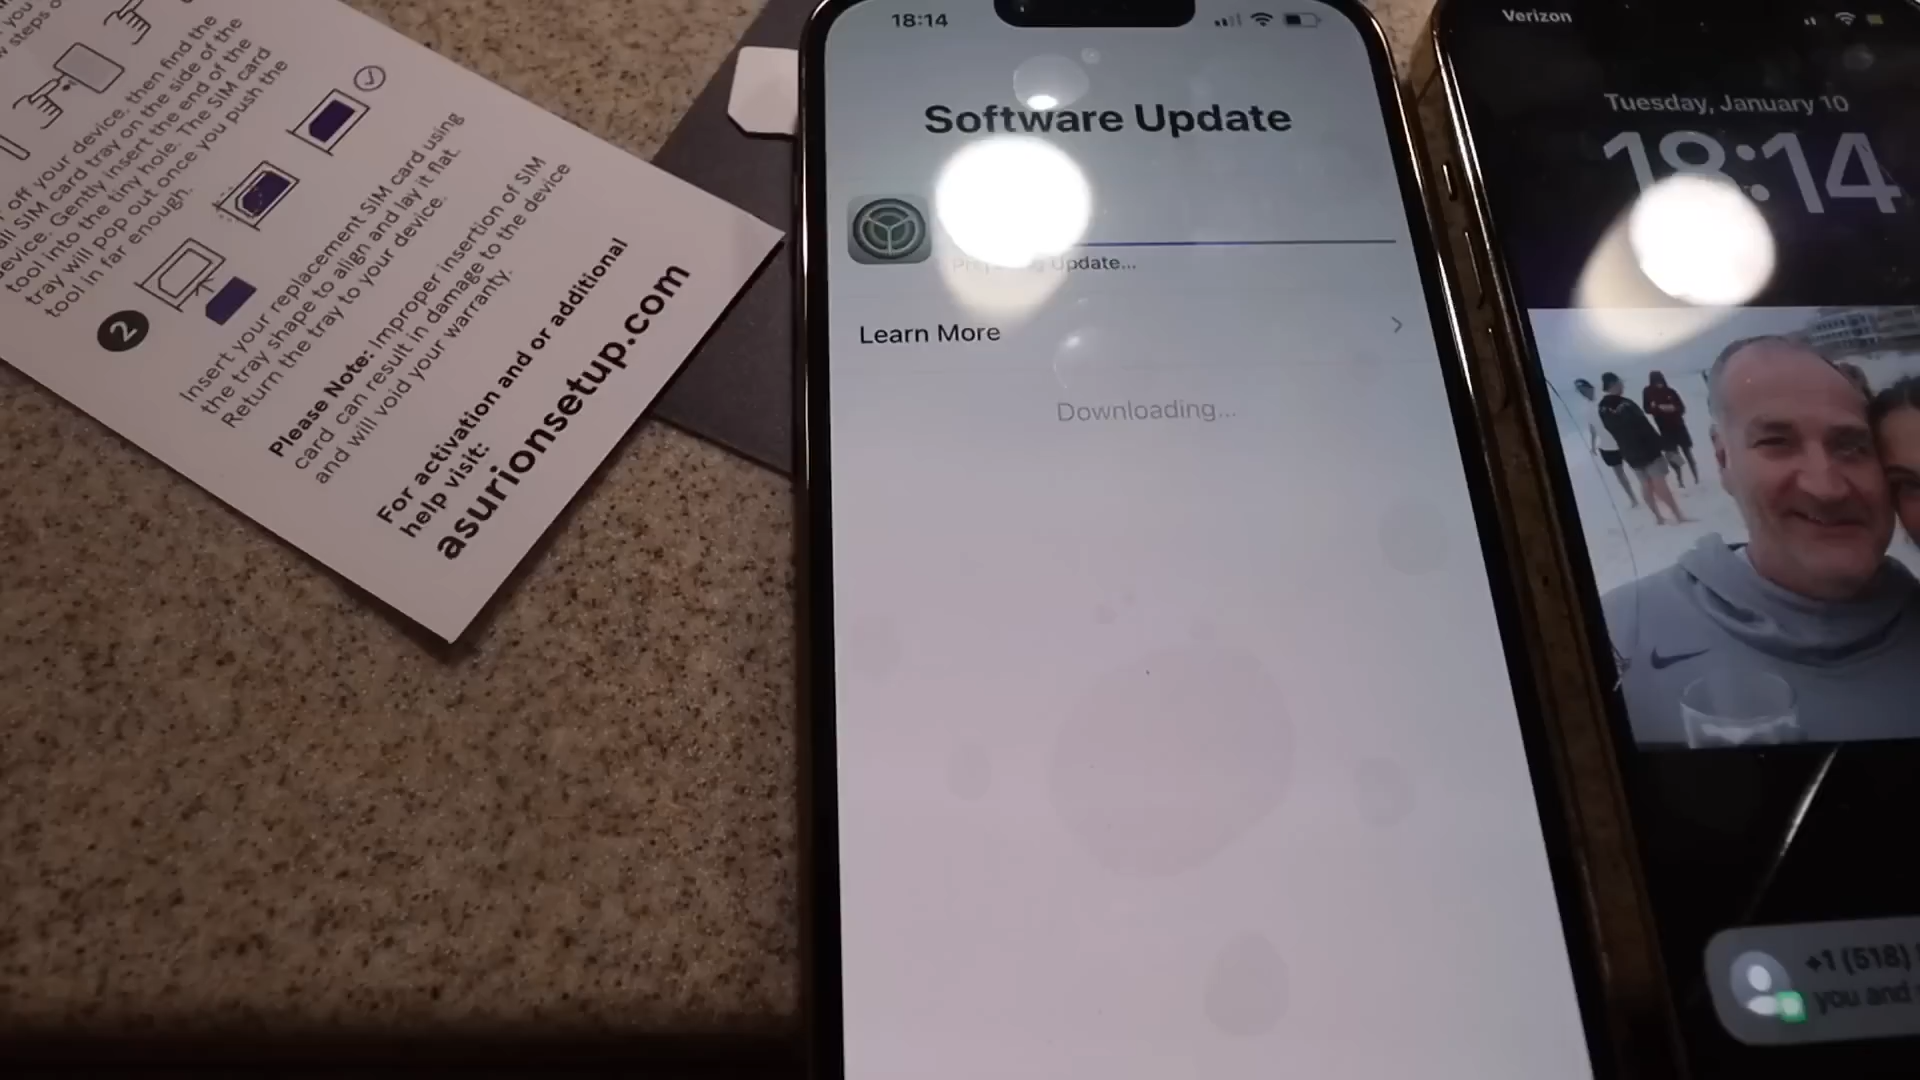 off your device, then find the
SIM card tray on the side of the
device. Gently insert the end of the
tool into the tiny hole. The SIM card
tray will pop out once you push the
tool in far enough.
2
Insert your replacement SIM card using
the tray shape to align and lay it flat.
Return the tray to your device.
Please Note: Improper insertion of SIM
card can result in damage to the device
and will void your warranty.
For activation and or additional
help visit:
asurionsetup.com
18:14
Software Update
Update...
Learn More
Downloading...
Verizon
Tuesday, January 10
18:14
+1 (518)
you and